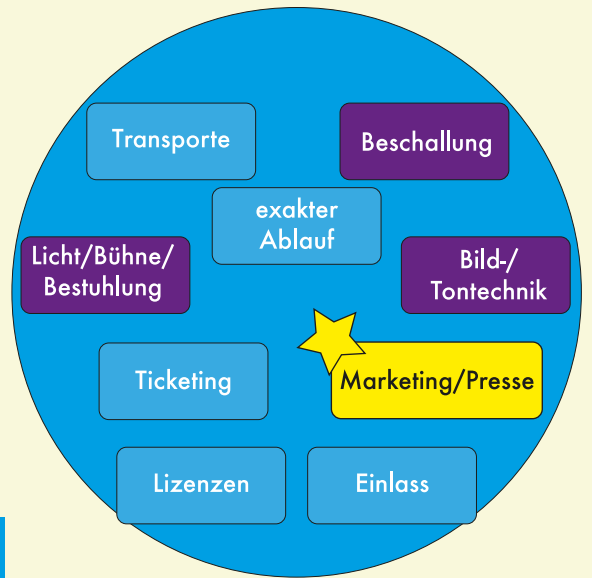 Transporte
Beschallung
exakter
Ablauf
Licht/Bühne/
Bestuhlung
Bild-/
Tontechnik
Ticketing
Marketing/Presse
Lizenzen
Einlass